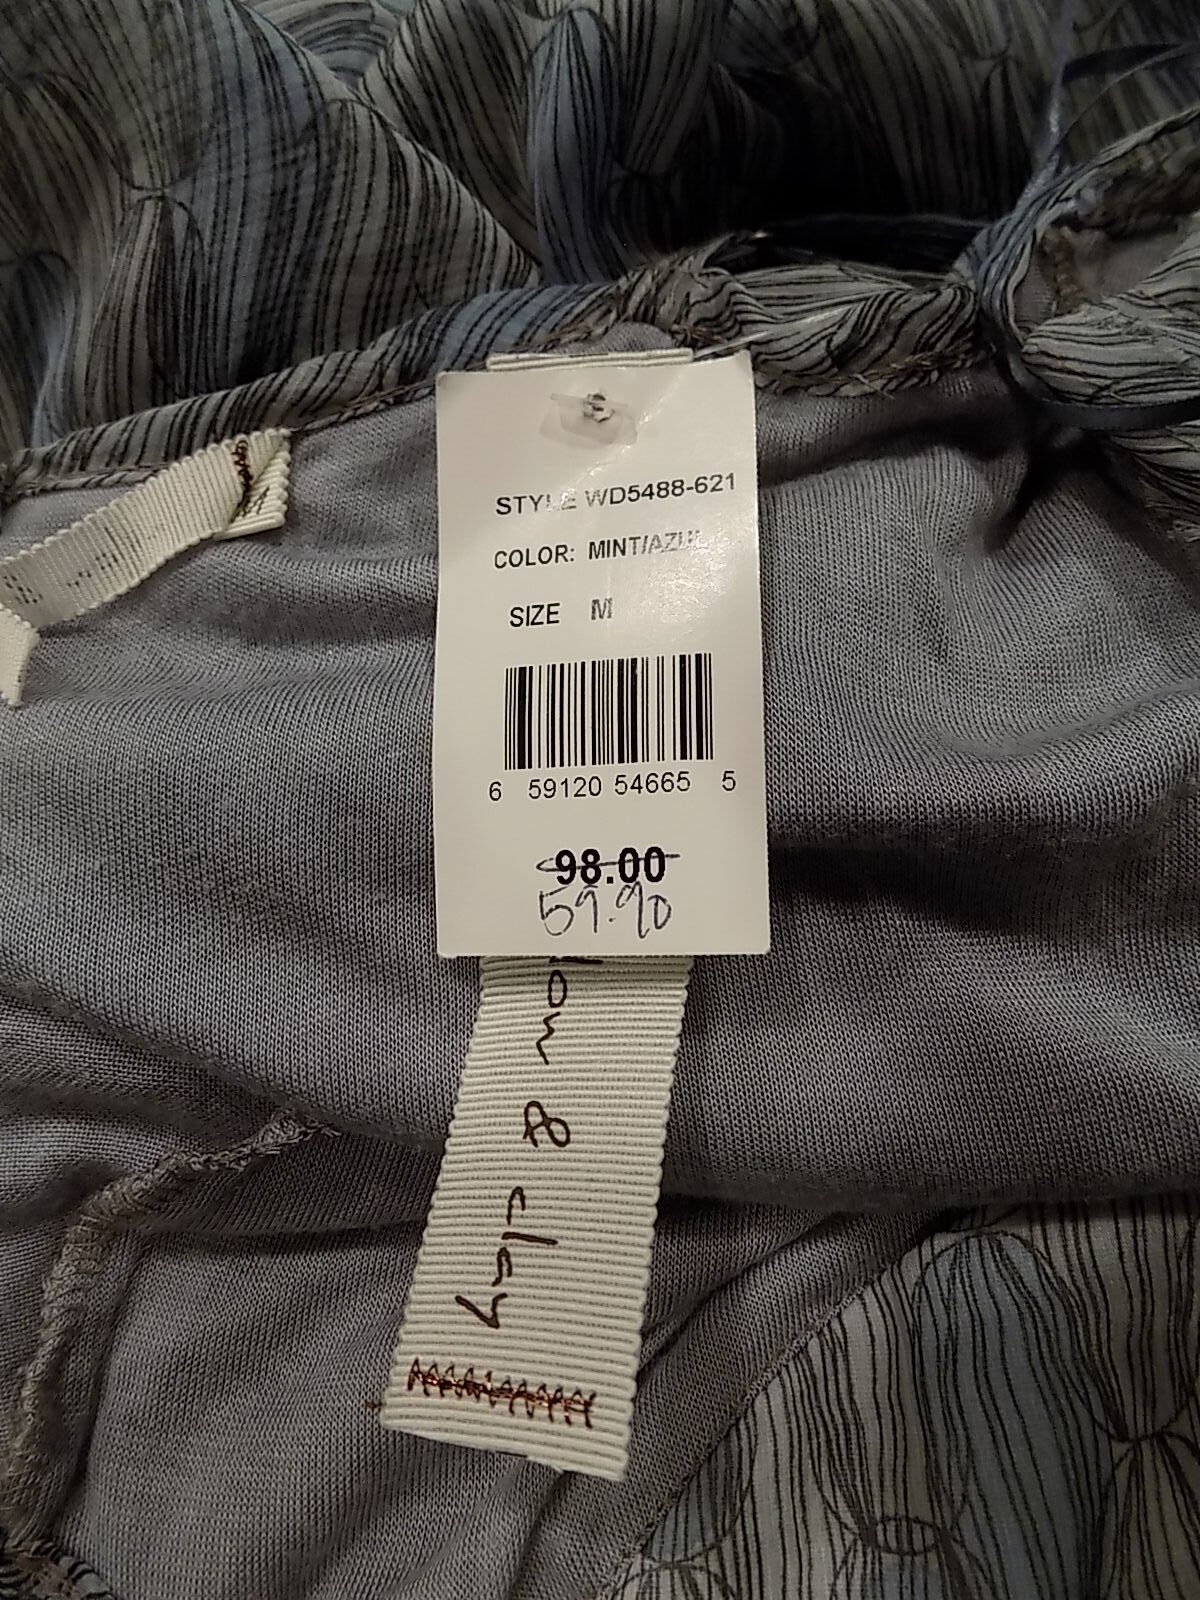 STYLE WD5488-621
COLOR: MINT/AZUL
SIZE M
6 59120 54665 5
98.00
59.90